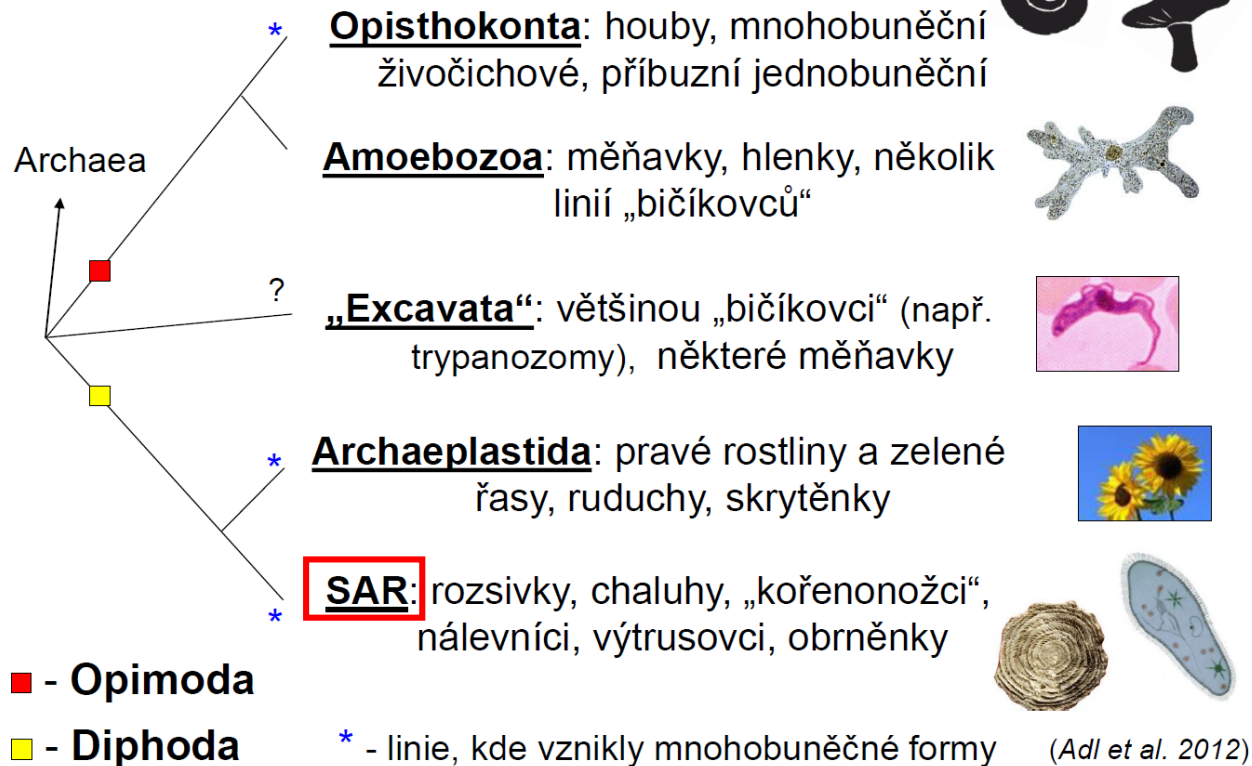 * Opisthokonta: houby, mnohobuněční
živočichové, příbuzní jednobuněční
Archaea
Amoebozoa: měňavky, hlenky, několik
linií „bičíkovců“
?
„Excavata“: většinou „bičíkovci“ (např.
trypanozomy), některé měňavky
* Archaeplastida: pravé rostliny a zelené
řasy, ruduchy, skrytěnky
SAR: rozsivky, chaluhy, „kořenonožci“,
* nálevníci, výtrusovci, obrněnky
- Opimoda
- Diphoda
* - linie, kde vznikly mnohobuněčné formy (Adl et al. 2012)